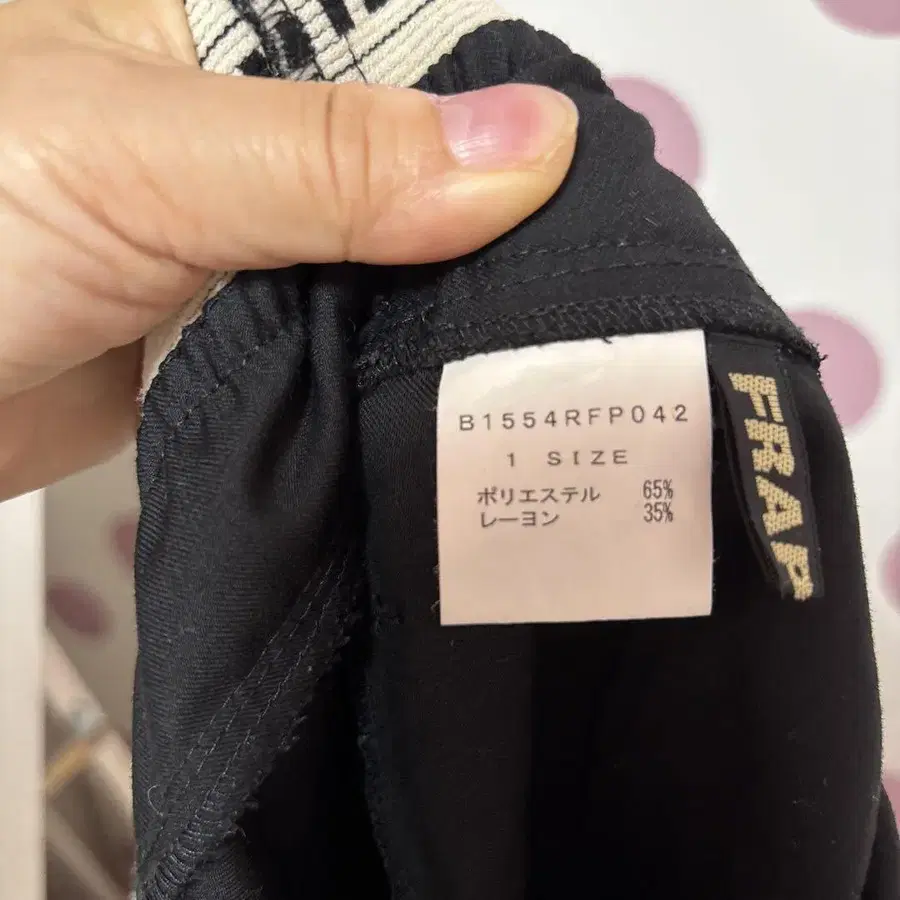 B1554RFP042
1 SIZE
ポリエステル 65%
レーヨン 35%
FRAP